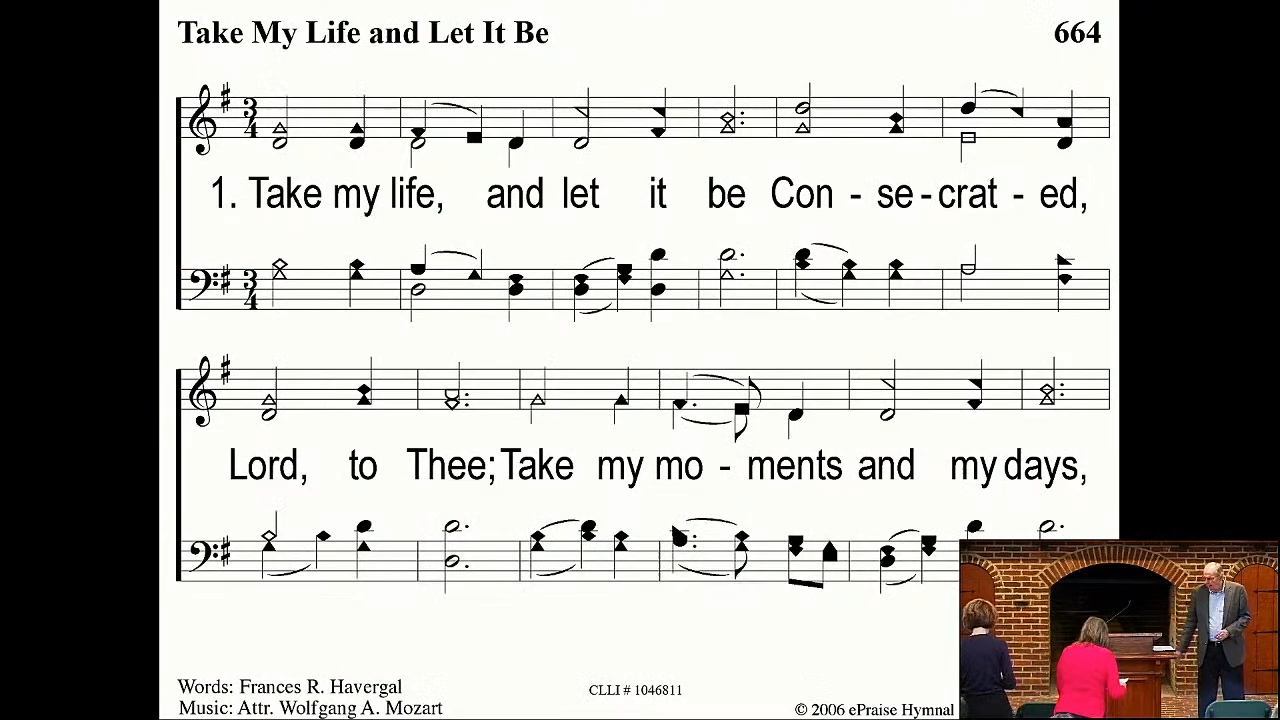 Take My Life and Let It Be 664
1. Take my life, and let it be Con - se - crat - ed,
Lord, to Thee; Take my mo - ments and my days,
Words: Frances R. Havergal
CLLI # 1046811
Music: Attr. Wolfgang A. Mozart
© 2006 ePraise Hymnal